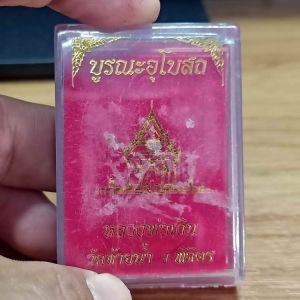 บูรณะอุโบสถ
หลวงพ่อเงิน
วัดท้ายน้ำ จ พิจิตร